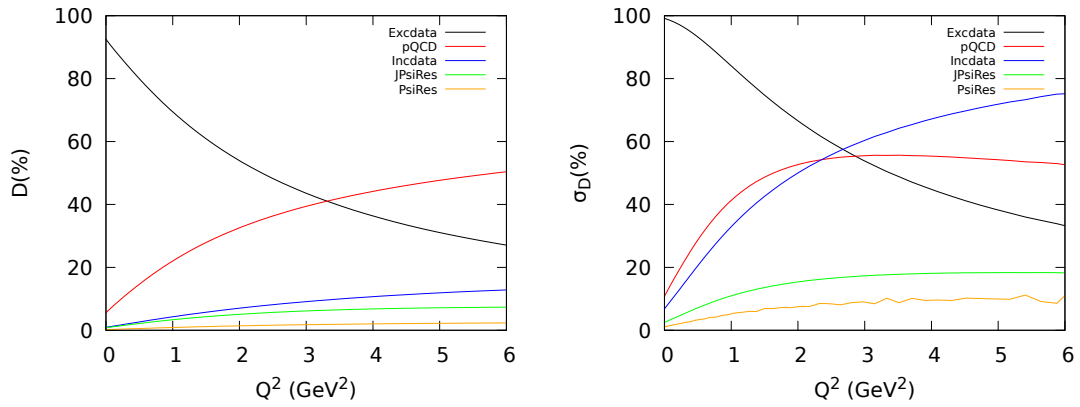 100
80
60
40
20
0
D(%)
Excdata
pQCD
Incdata
JPsiRes
PsiRes
0 1 2 3 4 5 6
Q² (GeV²)
100
80
60
40
20
0
σ_D(%)
Excdata
pQCD
Incdata
JPsiRes
PsiRes
0 1 2 3 4 5 6
Q² (GeV²)